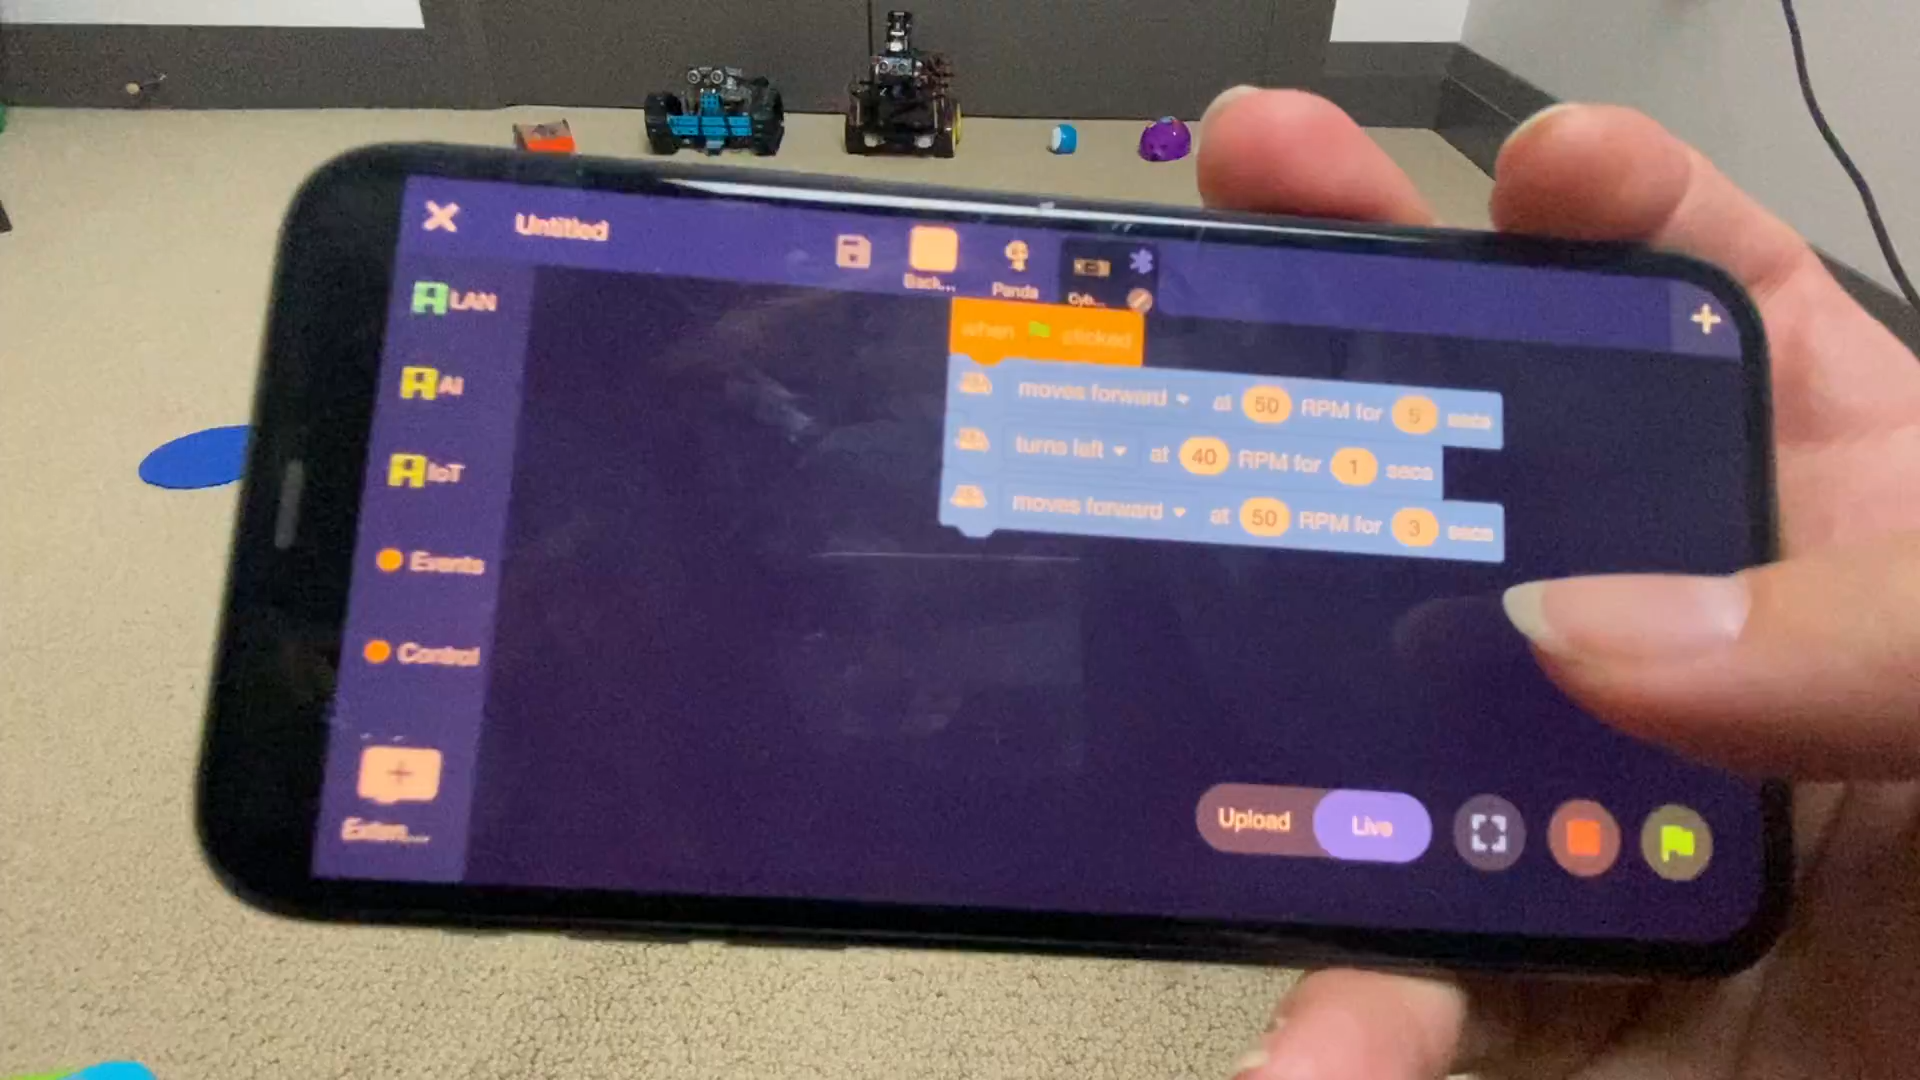 Untitled
Back...
Panda
Cyb...
LAN
AI
IoT
Events
Control
Exten...
when clicked
moves forward at 50 RPM for 5 secs
turns left at 40 RPM for 1 secs
moves forward at 50 RPM for 3 secs
Upload Live